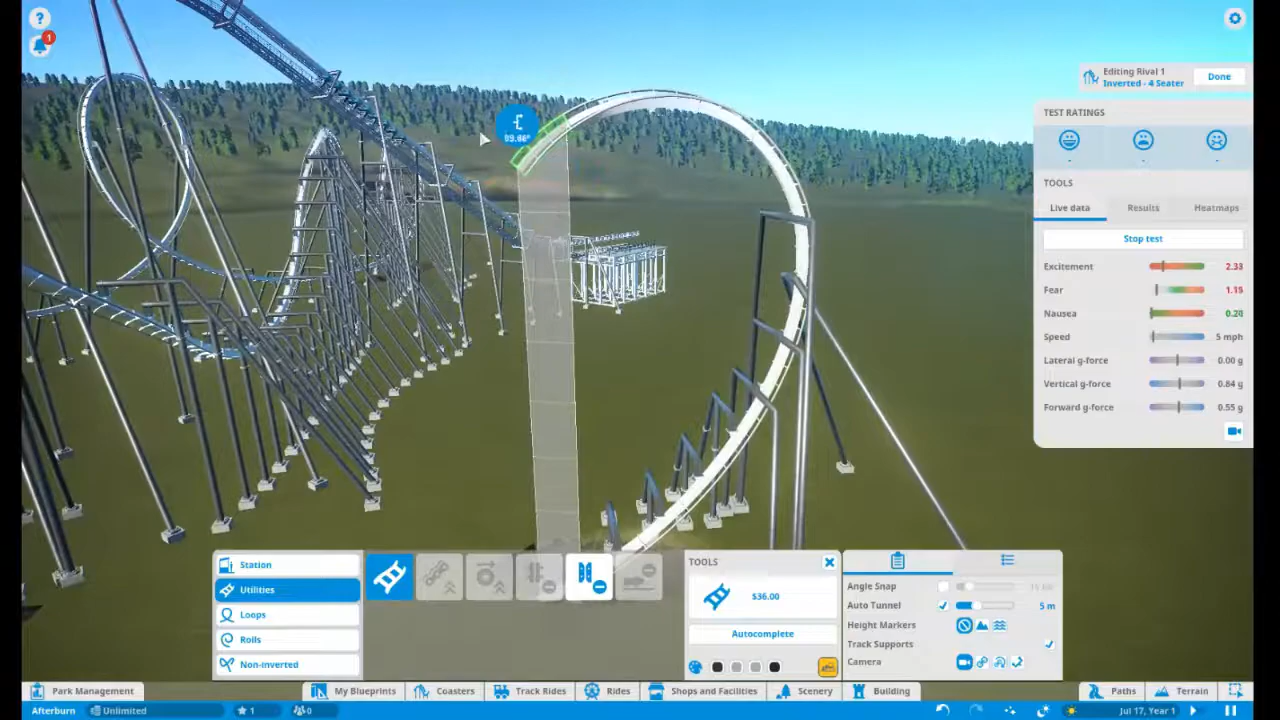 ?
1
99.66°
Editing Rival 1
Inverted - 4 Seater
Done
TEST RATINGS
- - -
TOOLS
Live data Results Heatmaps
Stop test
Excitement 2.33
Fear 1.15
Nausea 0.20
Speed 5 mph
Lateral g-force 0.00 g
Vertical g-force 0.84 g
Forward g-force 0.55 g
Station
Utilities
Loops
Rolls
Non-inverted
TOOLS
$36.00
Autocomplete
Angle Snap
Auto Tunnel 5 m
Height Markers
Track Supports
Camera
Park Management My Blueprints Coasters Track Rides Rides Shops and Facilities Scenery Building Paths Terrain
Afterburn Unlimited 1 0 Jul 17, Year 1